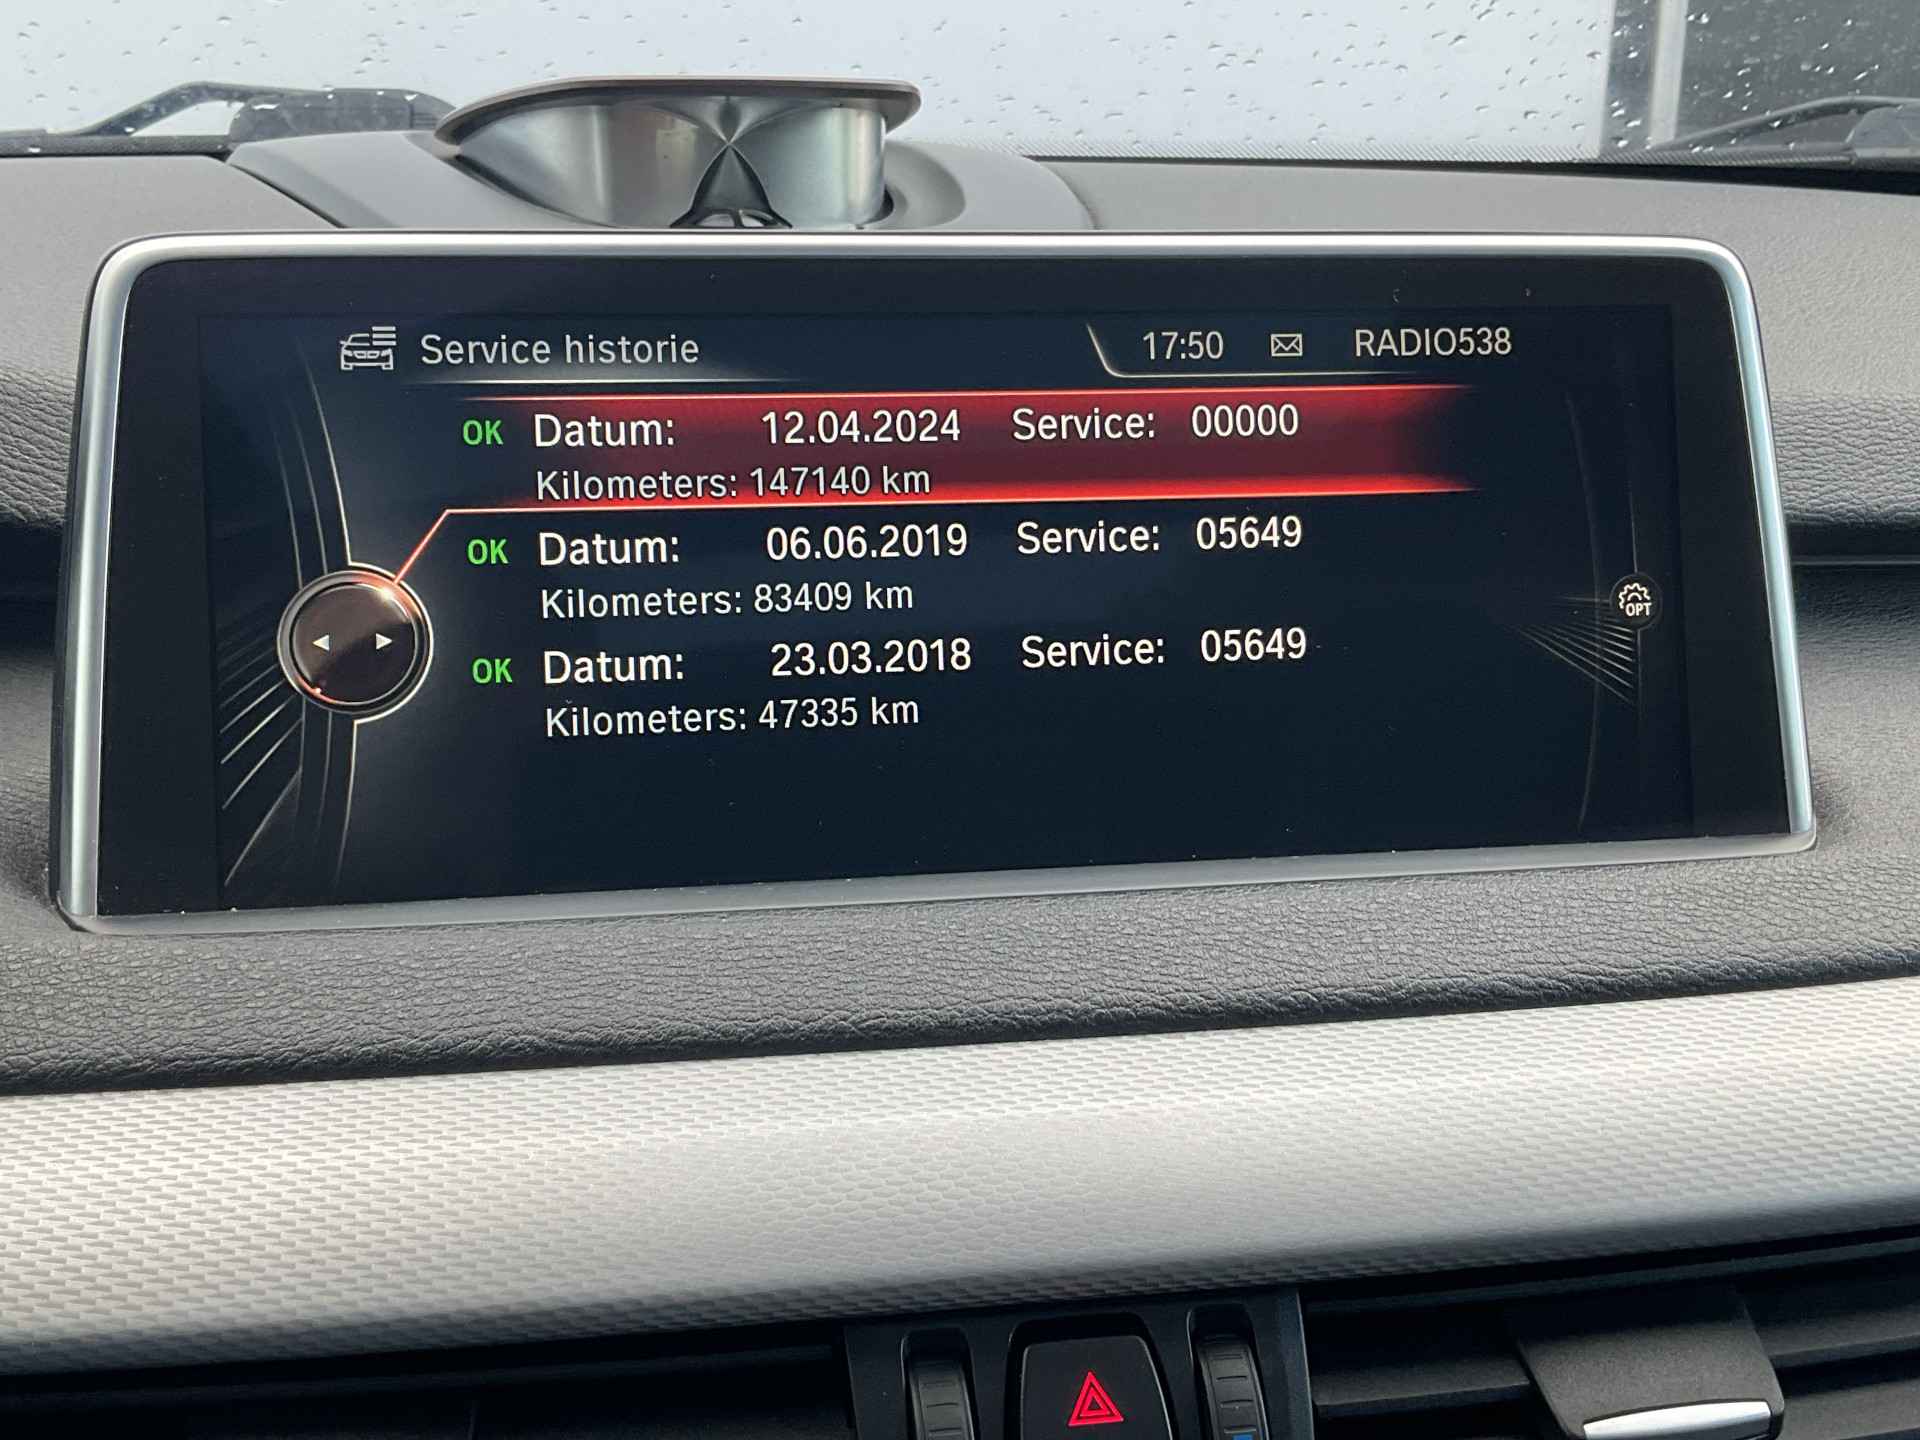 Service historie 17:50 RADIO538
OK Datum: 12.04.2024 Service: 00000
Kilometers: 147140 km
OK Datum: 06.06.2019 Service: 05649
Kilometers: 83409 km
OPT
OK Datum: 23.03.2018 Service: 05649
Kilometers: 47335 km